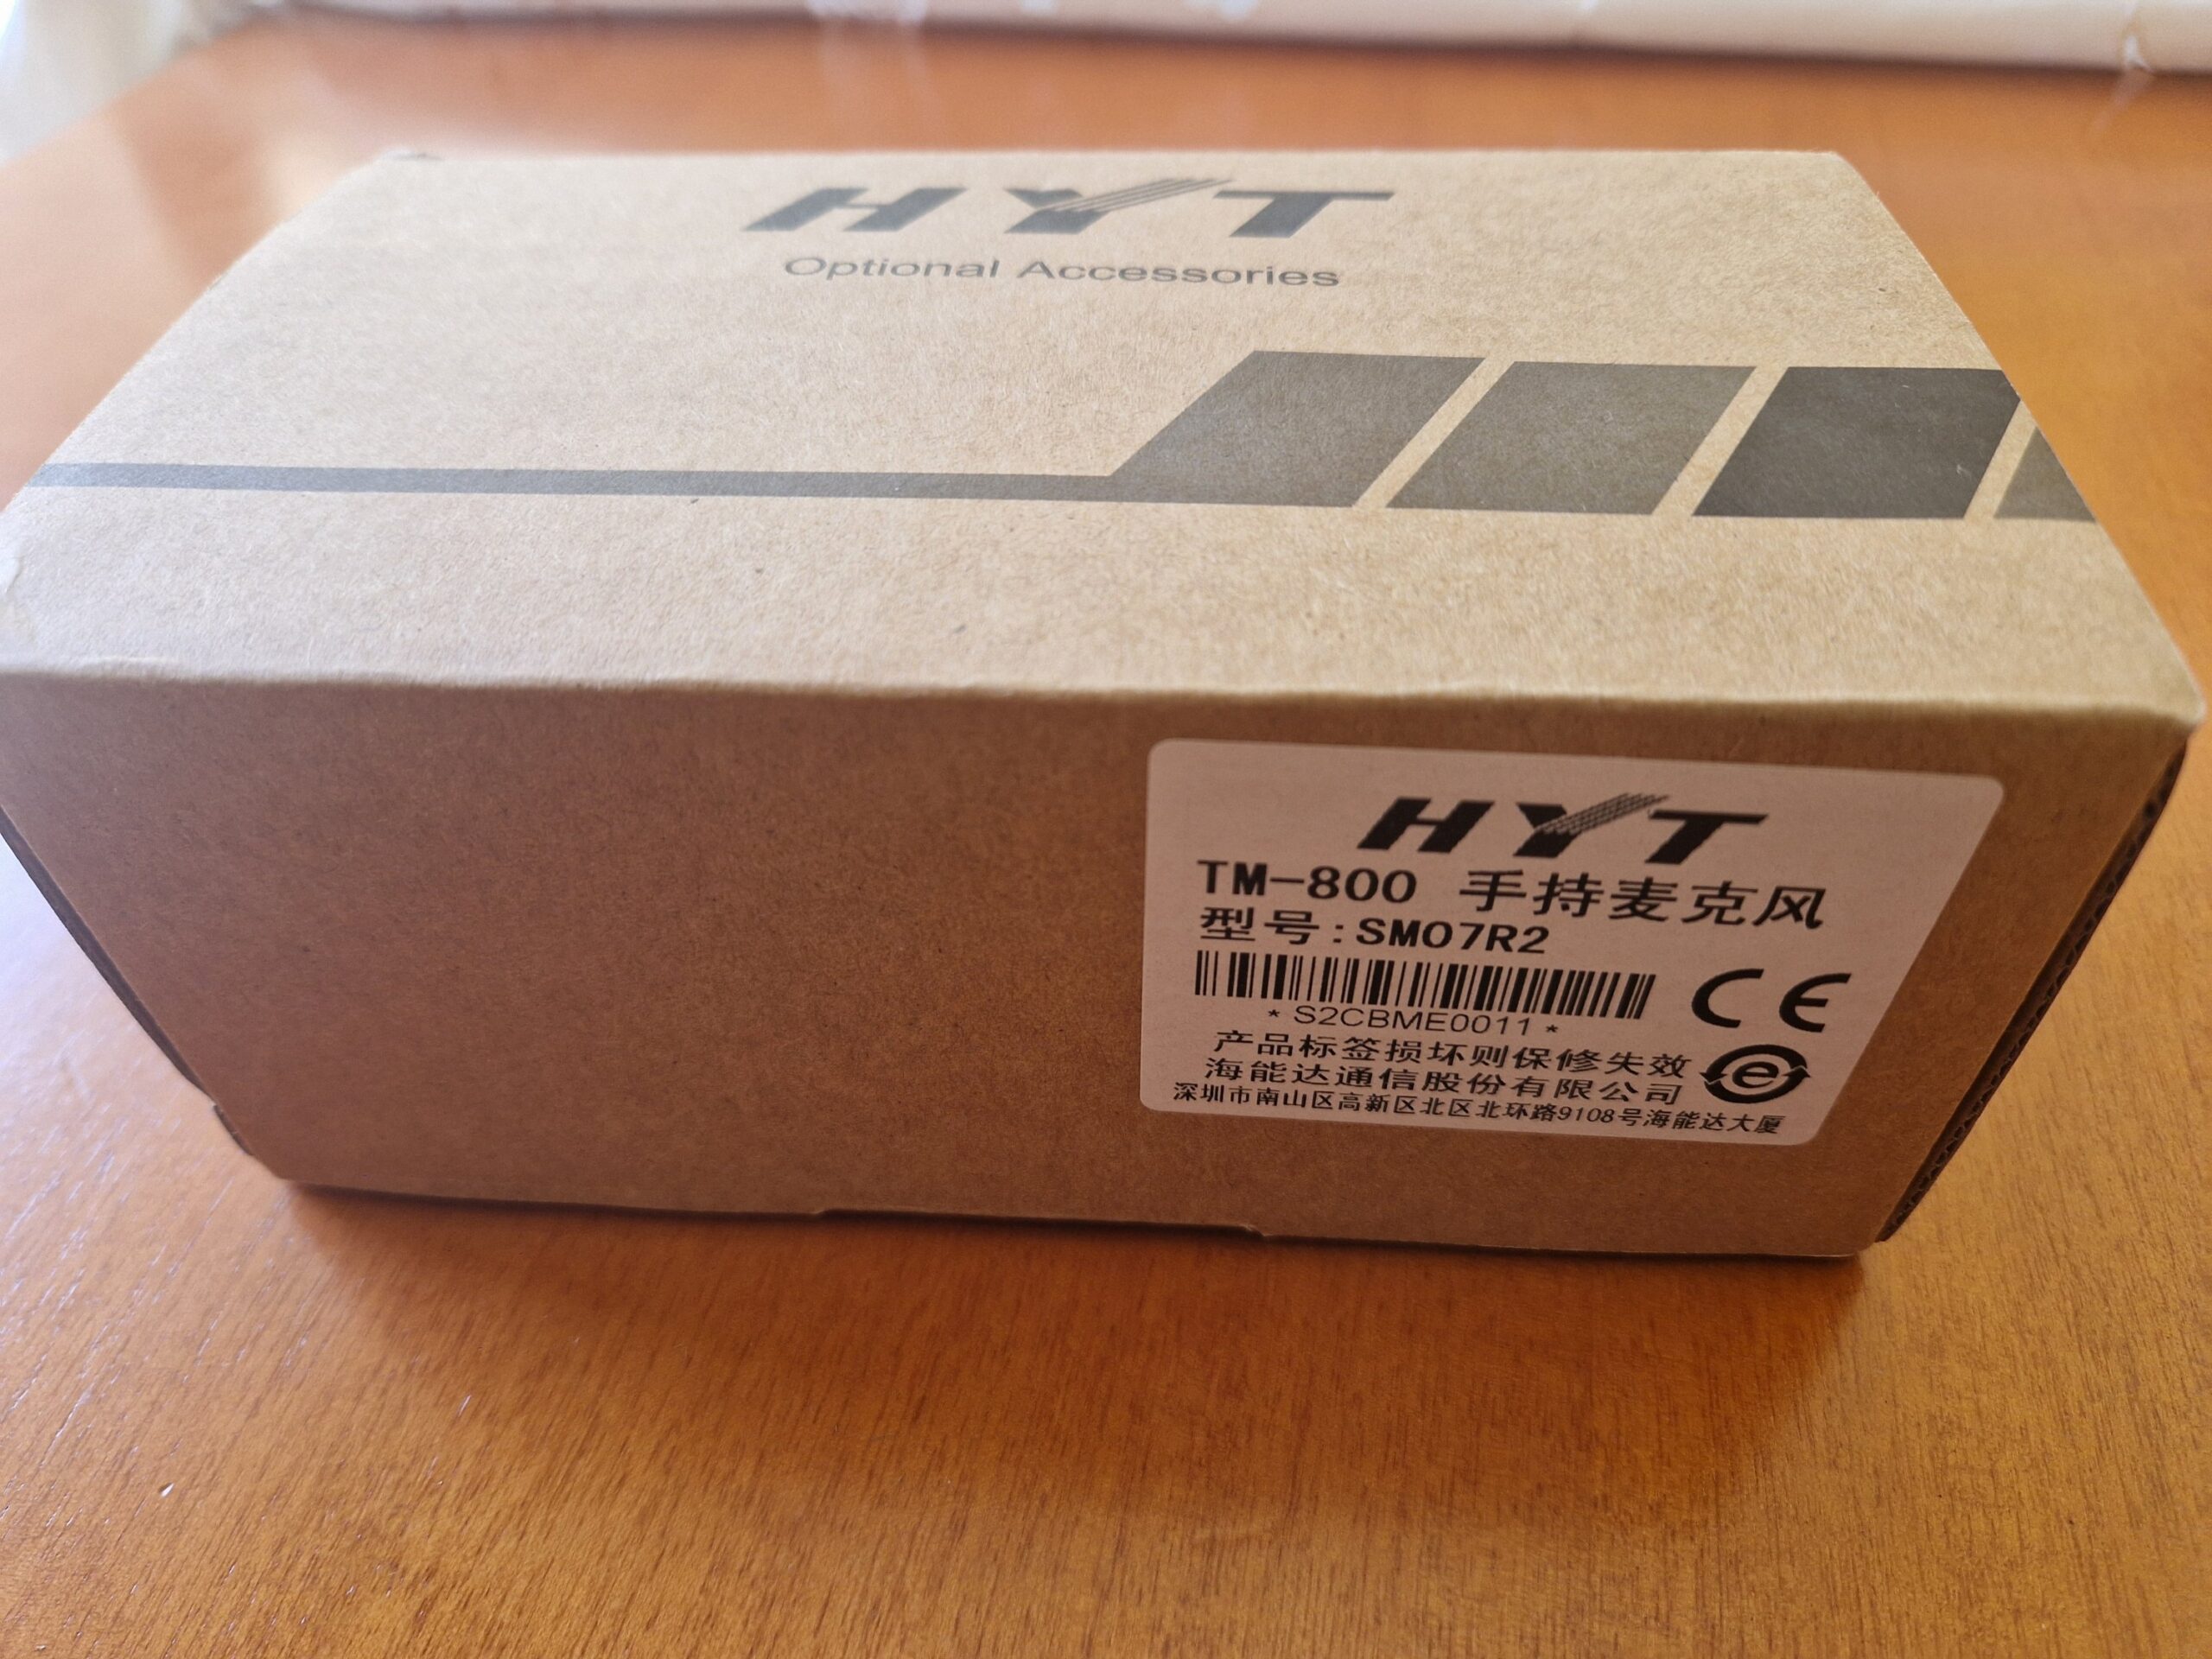 HYT
Optional Accessories
HYT
TM-800 手持麦克风
型号:SM07R2
* S2CBME0011 *
CE
产品标签损坏则保修失效
e
海能达通信股份有限公司
深圳市南山区高新区北区北环路9108号海能达大厦